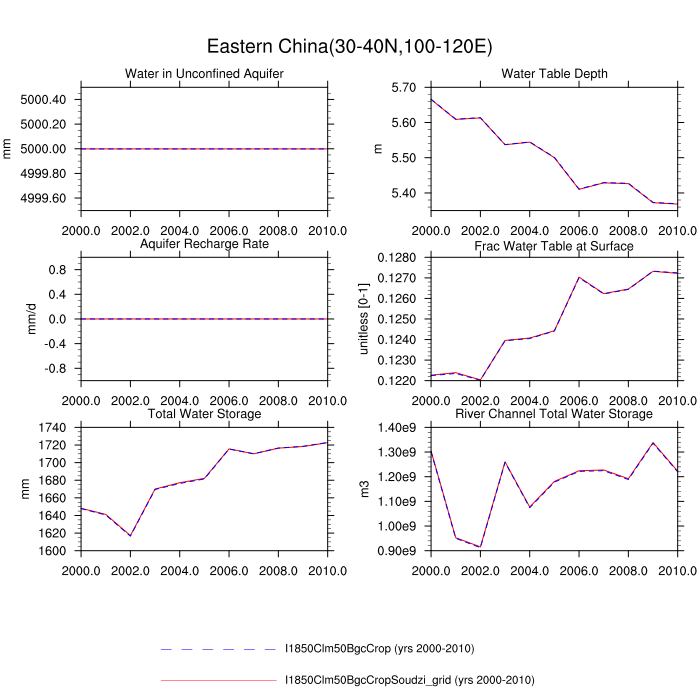 Eastern China(30-40N,100-120E)
Water in Unconfined Aquifer
mm
5000.40
5000.20
5000.00
4999.80
4999.60
2000.0 2002.0 2004.0 2006.0 2008.0 2010.0
Water Table Depth
m
5.70
5.60
5.50
5.40
2000.0 2002.0 2004.0 2006.0 2008.0 2010.0
Aquifer Recharge Rate
mm/d
0.8
0.4
0.0
-0.4
-0.8
2000.0 2002.0 2004.0 2006.0 2008.0 2010.0
Frac Water Table at Surface
unitless [0-1]
0.1280
0.1270
0.1260
0.1250
0.1240
0.1230
0.1220
2000.0 2002.0 2004.0 2006.0 2008.0 2010.0
Total Water Storage
mm
1740
1720
1700
1680
1660
1640
1620
1600
2000.0 2002.0 2004.0 2006.0 2008.0 2010.0
River Channel Total Water Storage
m3
1.40e9
1.30e9
1.20e9
1.10e9
1.00e9
0.90e9
2000.0 2002.0 2004.0 2006.0 2008.0 2010.0
I1850Clm50BgcCrop (yrs 2000-2010)
I1850Clm50BgcCropSoudzi_grid (yrs 2000-2010)